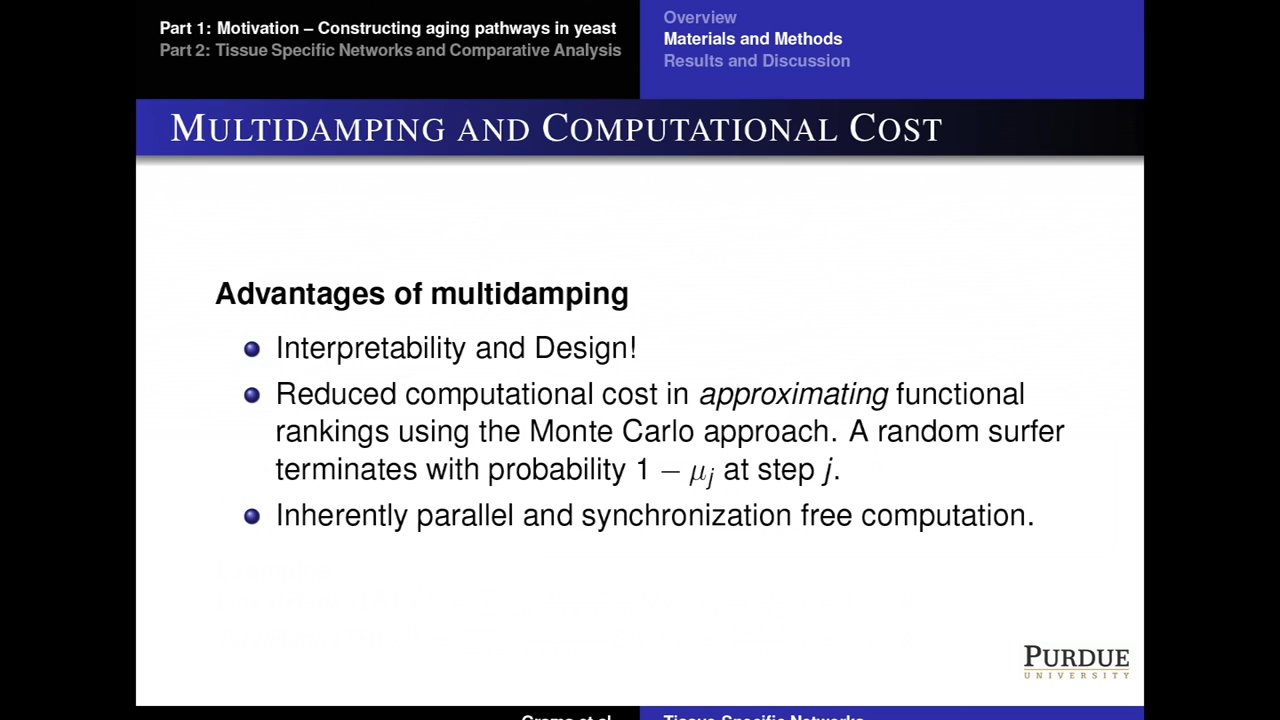 Part 1: Motivation – Constructing aging pathways in yeast
Part 2: Tissue Specific Networks and Comparative Analysis
Overview
Materials and Methods
Results and Discussion
MULTIDAMPING AND COMPUTATIONAL COST
Advantages of multidamping
Interpretability and Design!
Reduced computational cost in approximating functional
rankings using the Monte Carlo approach. A random surfer
terminates with probability 1 − μj at step j.
Inherently parallel and synchronization free computation.
PURDUE
UNIVERSITY
Tissue Specific Networks